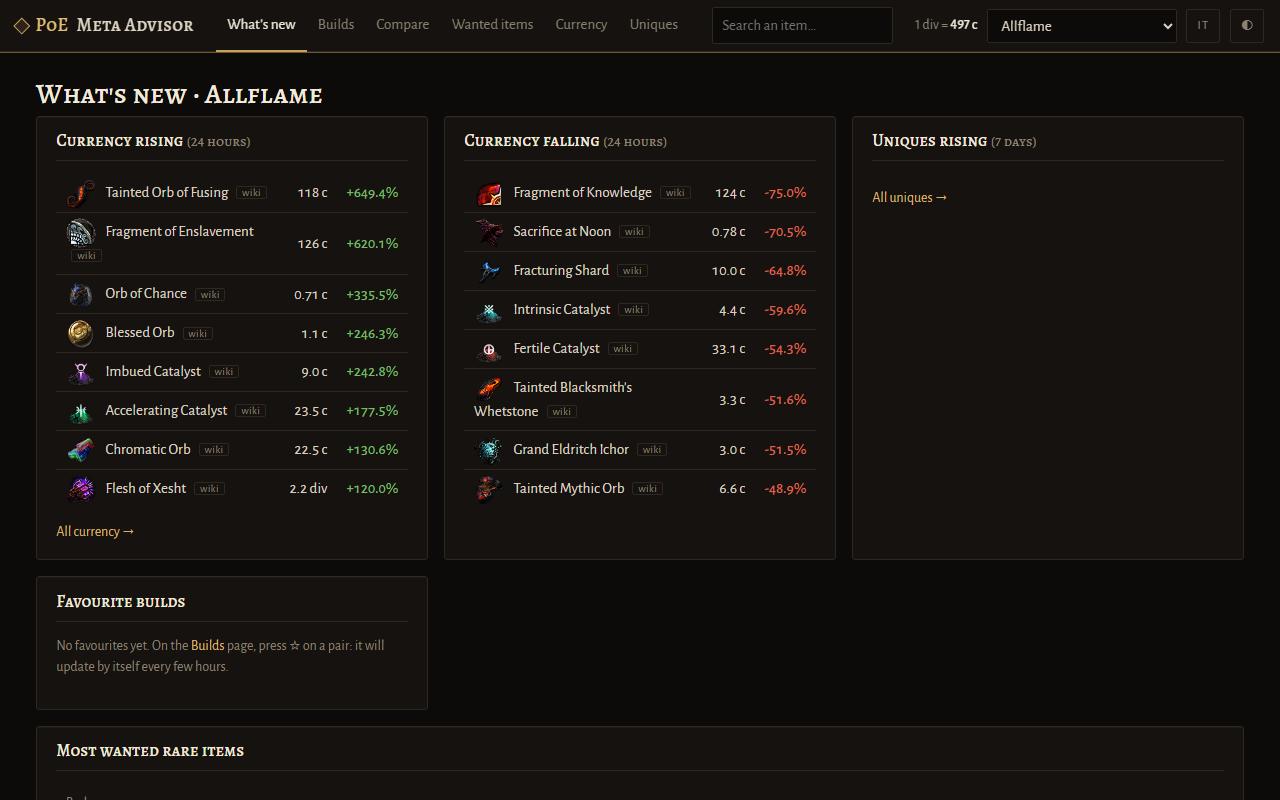 PoE Meta Advisor
What's new
Builds
Compare
Wanted items
Currency
Uniques
Search an item...
1 div = 497 c
Allflame
IT
What's new · Allflame
Currency rising (24 hours)
Tainted Orb of Fusing wiki 118 c +649.4%
Fragment of Enslavement
wiki 126 c +620.1%
Orb of Chance wiki 0.71 c +335.5%
Blessed Orb wiki 1.1 c +246.3%
Imbued Catalyst wiki 9.0 c +242.8%
Accelerating Catalyst wiki 23.5 c +177.5%
Chromatic Orb wiki 22.5 c +130.6%
Flesh of Xesht wiki 2.2 div +120.0%
All currency →
Currency falling (24 hours)
Fragment of Knowledge wiki 124 c -75.0%
Sacrifice at Noon wiki 0.78 c -70.5%
Fracturing Shard wiki 10.0 c -64.8%
Intrinsic Catalyst wiki 4.4 c -59.6%
Fertile Catalyst wiki 33.1 c -54.3%
Tainted Blacksmith's
Whetstone wiki 3.3 c -51.6%
Grand Eldritch Ichor wiki 3.0 c -51.5%
Tainted Mythic Orb wiki 6.6 c -48.9%
Uniques rising (7 days)
All uniques →
Favourite builds
No favourites yet. On the Builds page, press ☆ on a pair: it will
update by itself every few hours.
Most wanted rare items